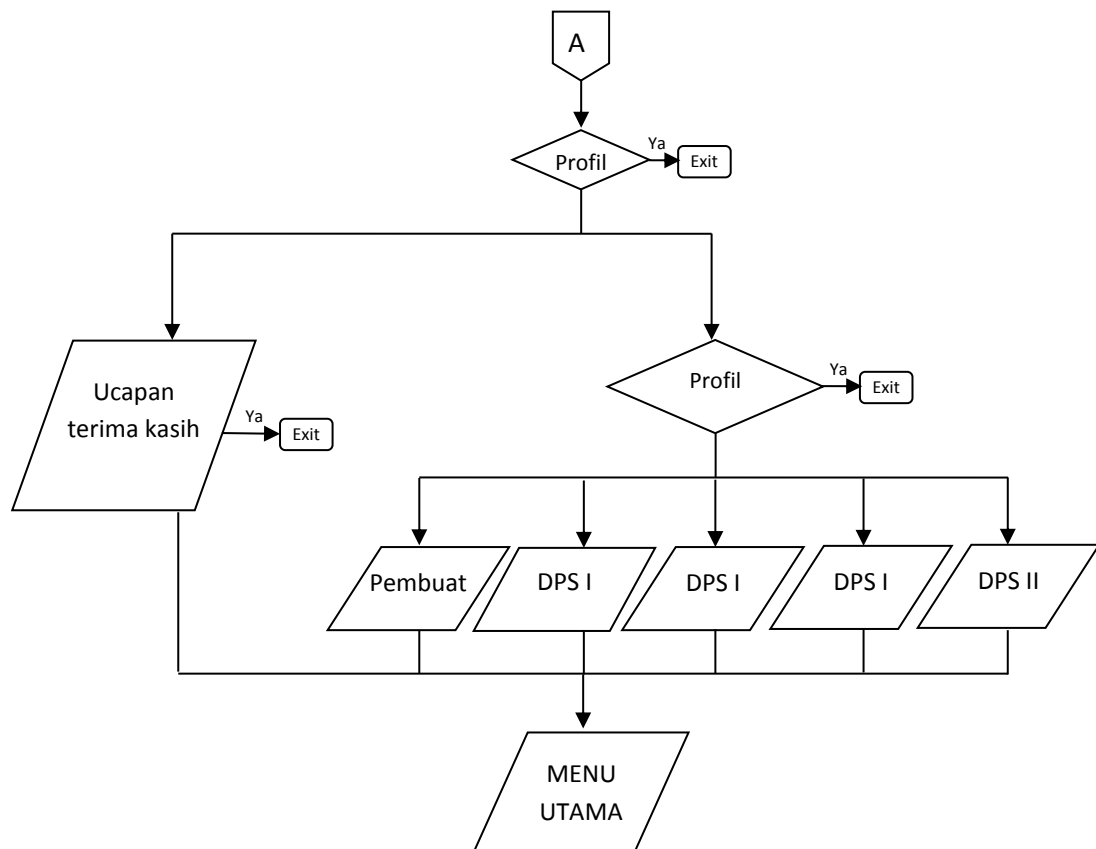 A
Profil
Ya
Exit
Ucapan
terima kasih
Ya
Exit
Profil
Ya
Exit
Pembuat
DPS I
DPS I
DPS I
DPS II
MENU
UTAMA